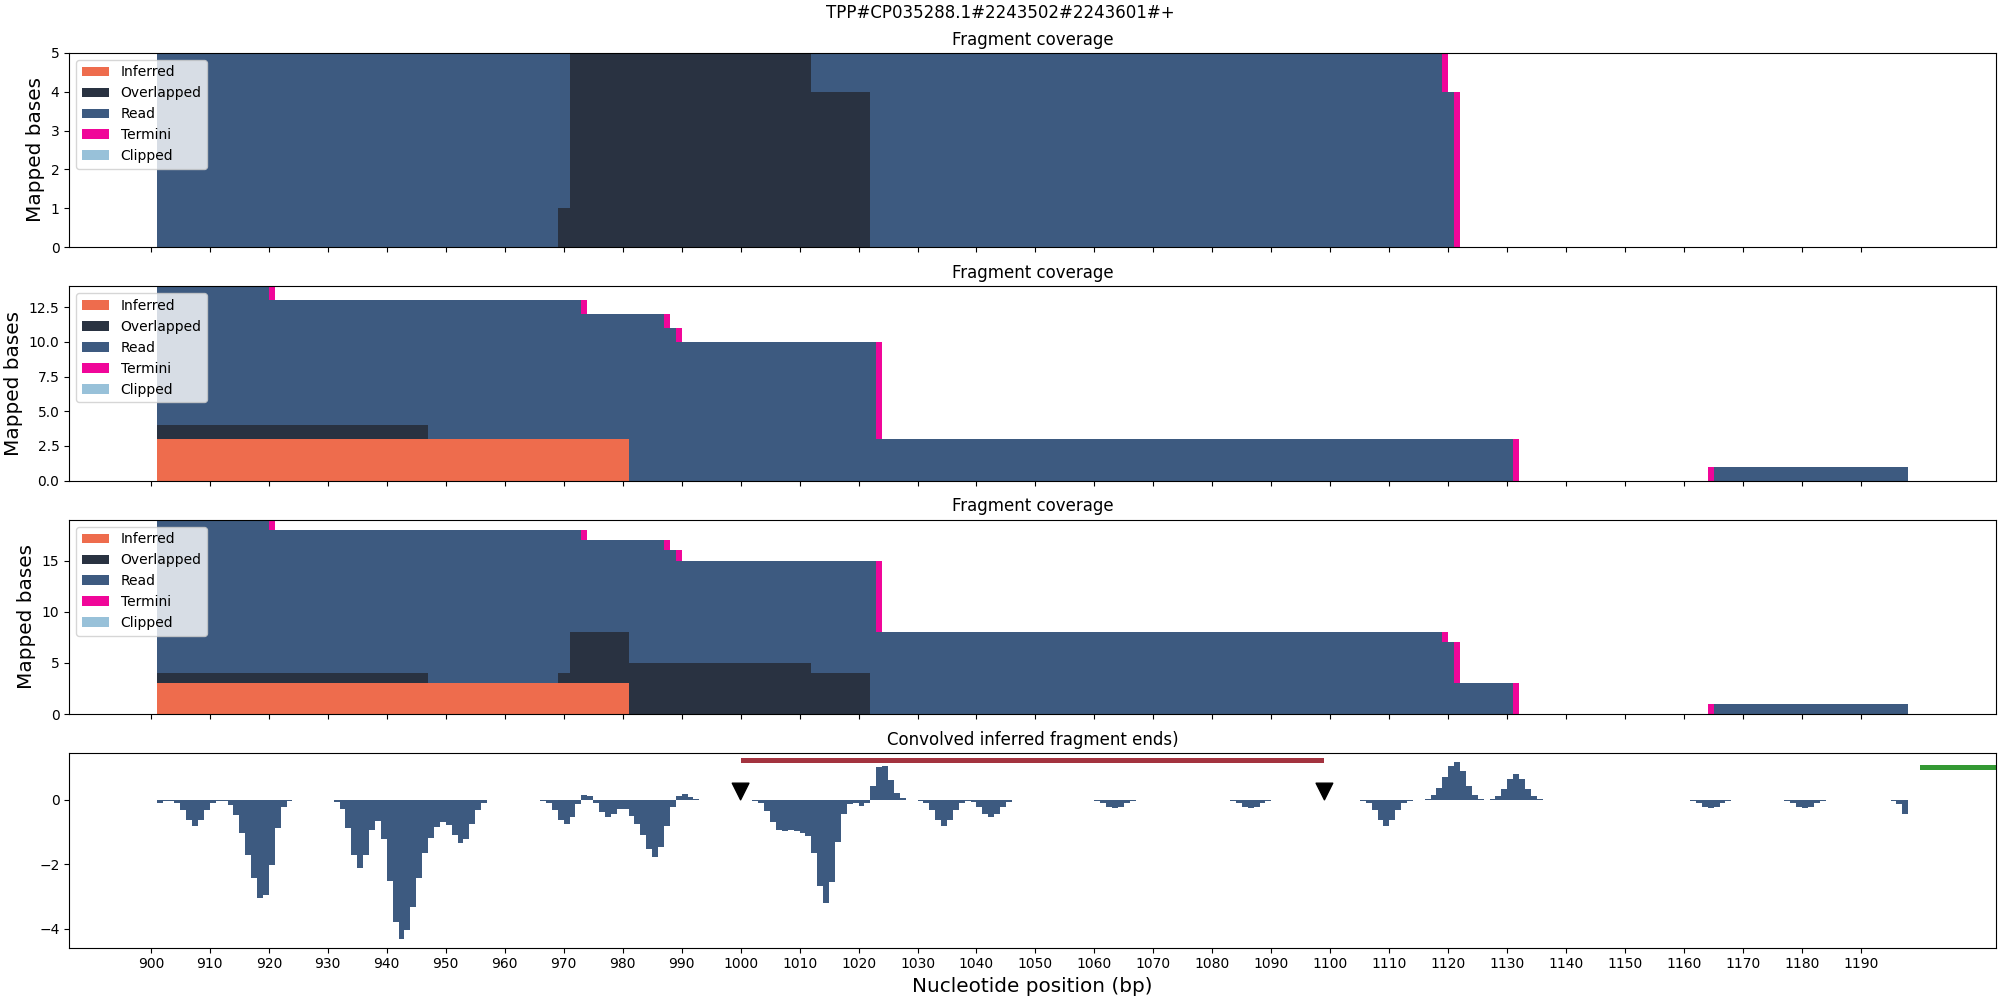 TPP#CP035288.1#2243502#2243601#+
Fragment coverage
Mapped bases
5
4
3
2
1
0
Inferred
Overlapped
Read
Termini
Clipped
Fragment coverage
Mapped bases
12.5
10.0
7.5
5.0
2.5
0.0
Inferred
Overlapped
Read
Termini
Clipped
Fragment coverage
Mapped bases
15
10
5
0
Inferred
Overlapped
Read
Termini
Clipped
Convolved inferred fragment ends)
0
−2
−4
900 910 920 930 940 950 960 970 980 990 1000 1010 1020 1030 1040 1050 1060 1070 1080 1090 1100 1110 1120 1130 1140 1150 1160 1170 1180 1190
Nucleotide position (bp)